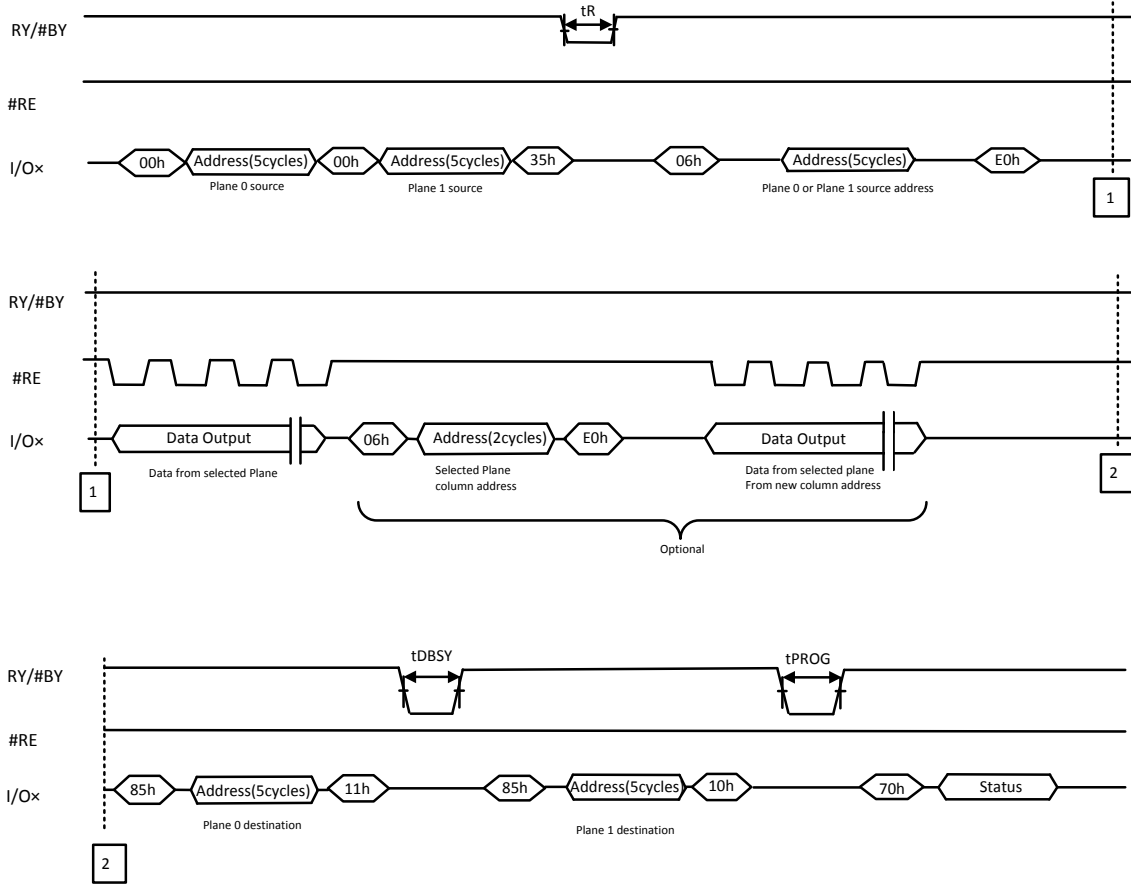 tR
RY/#BY
#RE
I/O×
00h Address(5cycles) 00h Address(5cycles) 35h 06h Address(5cycles) E0h
Plane 0 source Plane 1 source Plane 0 or Plane 1 source address
1
RY/#BY
#RE
I/O×
Data Output 06h Address(2cycles) E0h Data Output
Data from selected Plane
Selected Plane
column address
Data from selected plane
From new column address
1
2
Optional
tDBSY tPROG
RY/#BY
#RE
I/O×
85h Address(5cycles) 11h 85h Address(5cycles) 10h 70h Status
Plane 0 destination Plane 1 destination
2